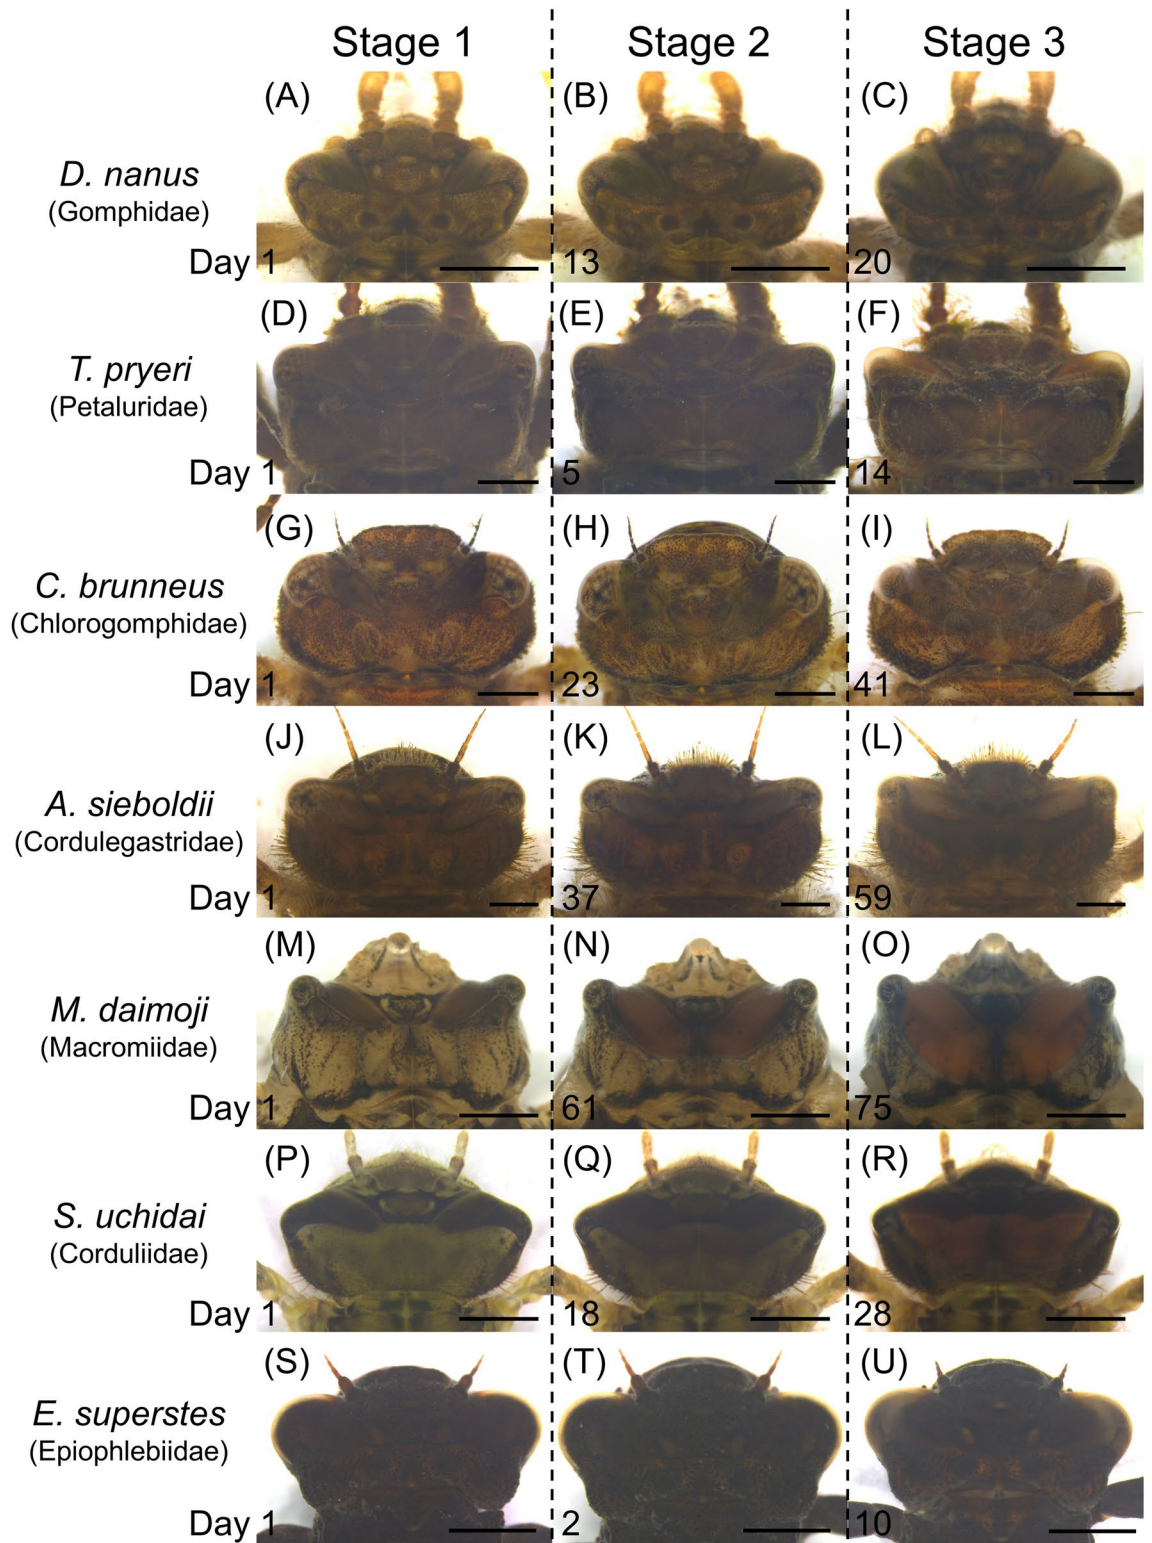 Stage 1 Stage 2 Stage 3
(A) (B) (C)
D. nanus
(Gomphidae)
Day 1 13 20
(D) (E) (F)
T. pryeri
(Petaluridae)
Day 1 5 14
(G) (H) (I)
C. brunneus
(Chlorogomphidae)
Day 1 23 41
(J) (K) (L)
A. sieboldii
(Cordulegastridae)
Day 1 37 59
(M) (N) (O)
M. daimoji
(Macromiidae)
Day 1 61 75
(P) (Q) (R)
S. uchidai
(Corduliidae)
Day 1 18 28
(S) (T) (U)
E. superstes
(Epiophlebiidae)
Day 1 2 10